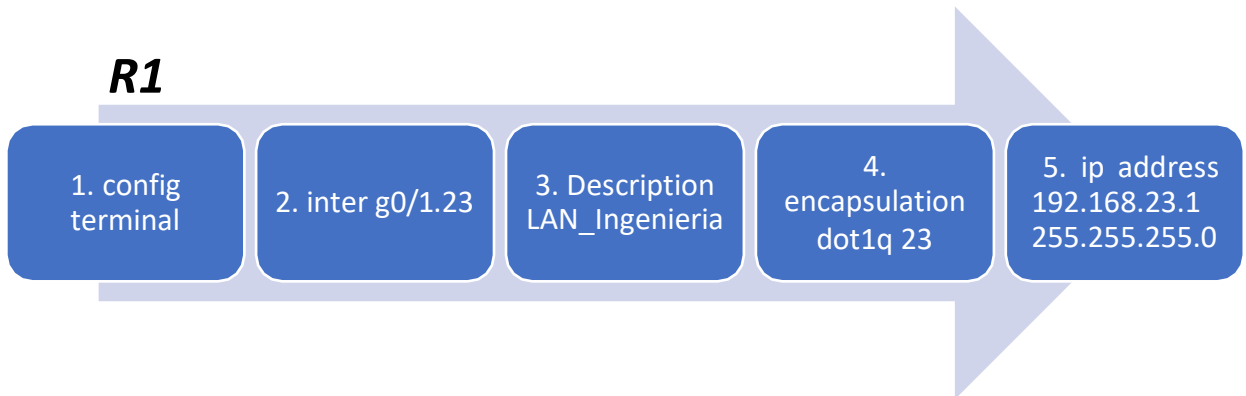 R1
1. config
terminal
2. inter g0/1.23
3. Description
LAN_Ingenieria
4.
encapsulation
dot1q 23
5. ip address
192.168.23.1
255.255.255.0